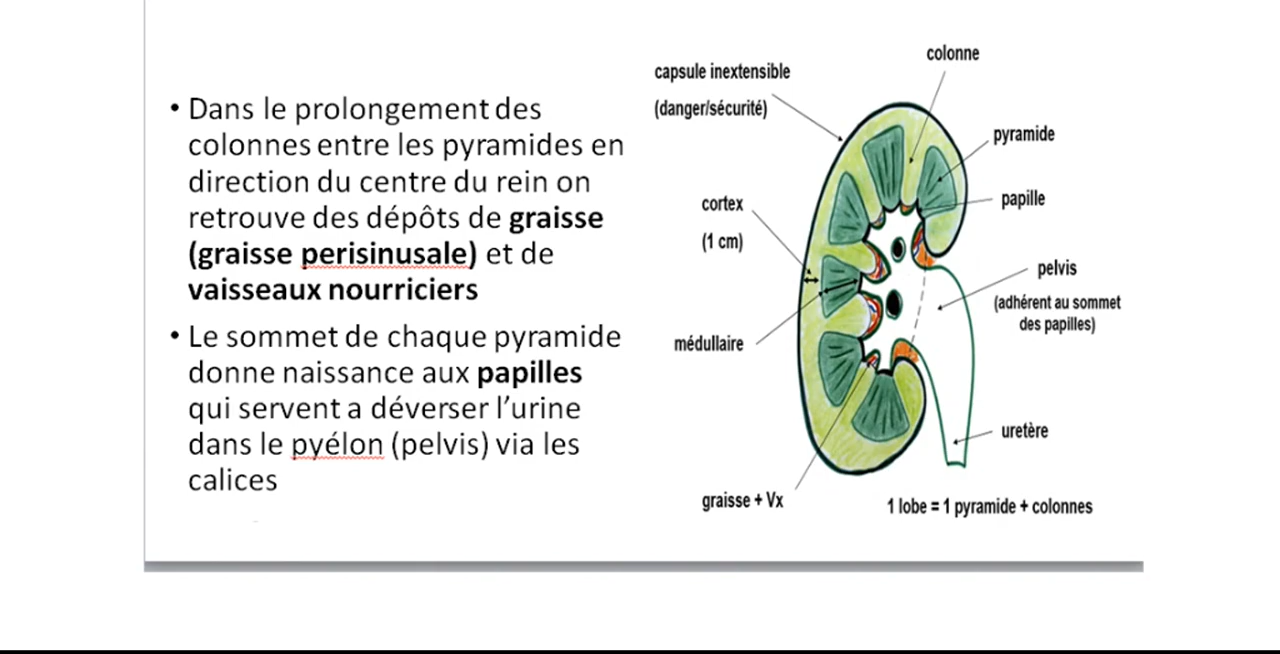 • Dans le prolongement des
colonnes entre les pyramides en
direction du centre du rein on
retrouve des dépôts de graisse
(graisse perisinusale) et de
vaisseaux nourriciers
• Le sommet de chaque pyramide
donne naissance aux papilles
qui servent a déverser l'urine
dans le pyélon (pelvis) via les
calices
colonne
capsule inextensible
(danger/sécurité)
pyramide
papille
cortex
(1 cm)
pelvis
(adhérent au sommet
des papilles)
médullaire
uretère
graisse + Vx
1 lobe = 1 pyramide + colonnes